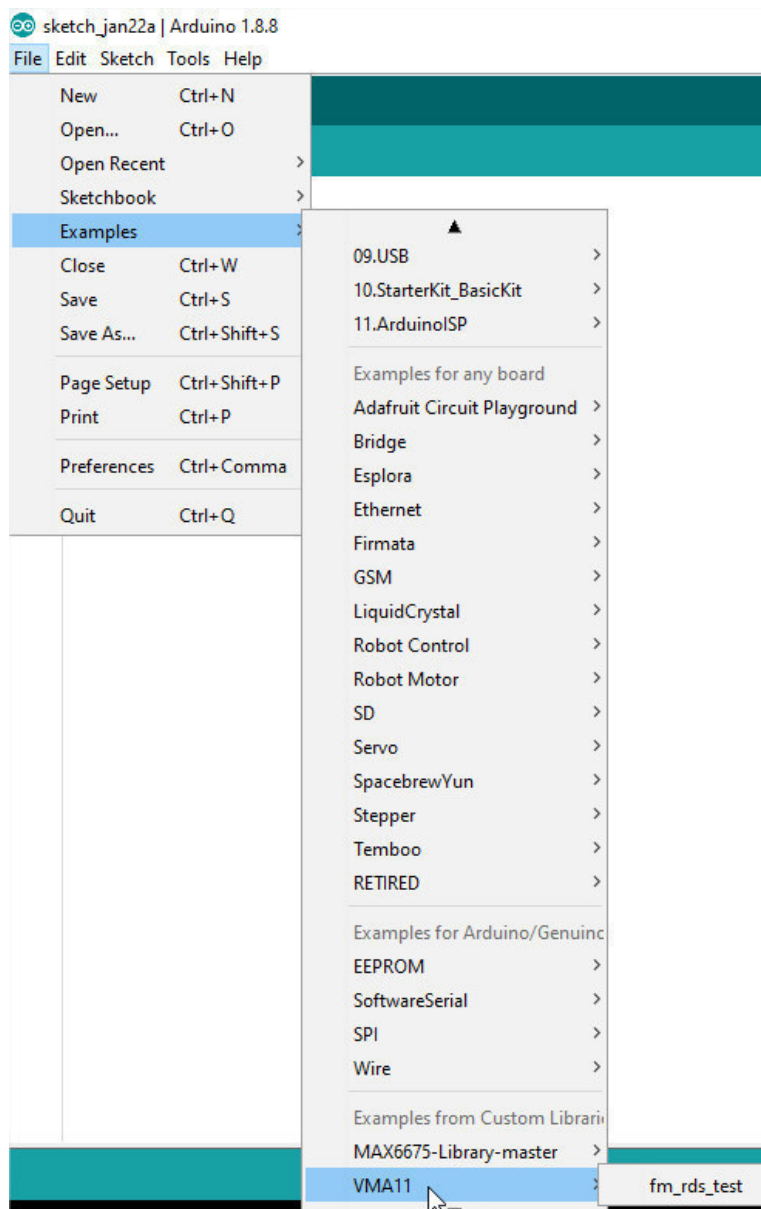 sketch_jan22a | Arduino 1.8.8
File Edit Sketch Tools Help
New Ctrl+N
Open... Ctrl+O
Open Recent
Sketchbook
Examples
Close Ctrl+W
Save Ctrl+S
Save As... Ctrl+Shift+S
Page Setup Ctrl+Shift+P
Print Ctrl+P
Preferences Ctrl+Comma
Quit Ctrl+Q
09.USB
10.StarterKit_BasicKit
11.ArduinoISP
Examples for any board
Adafruit Circuit Playground
Bridge
Esplora
Ethernet
Firmata
GSM
LiquidCrystal
Robot Control
Robot Motor
SD
Servo
SpacebrewYun
Stepper
Temboo
RETIRED
Examples for Arduino/Genuinc
EEPROM
SoftwareSerial
SPI
Wire
Examples from Custom Librari
MAX6675-Library-master
VMA11 fm_rds_test